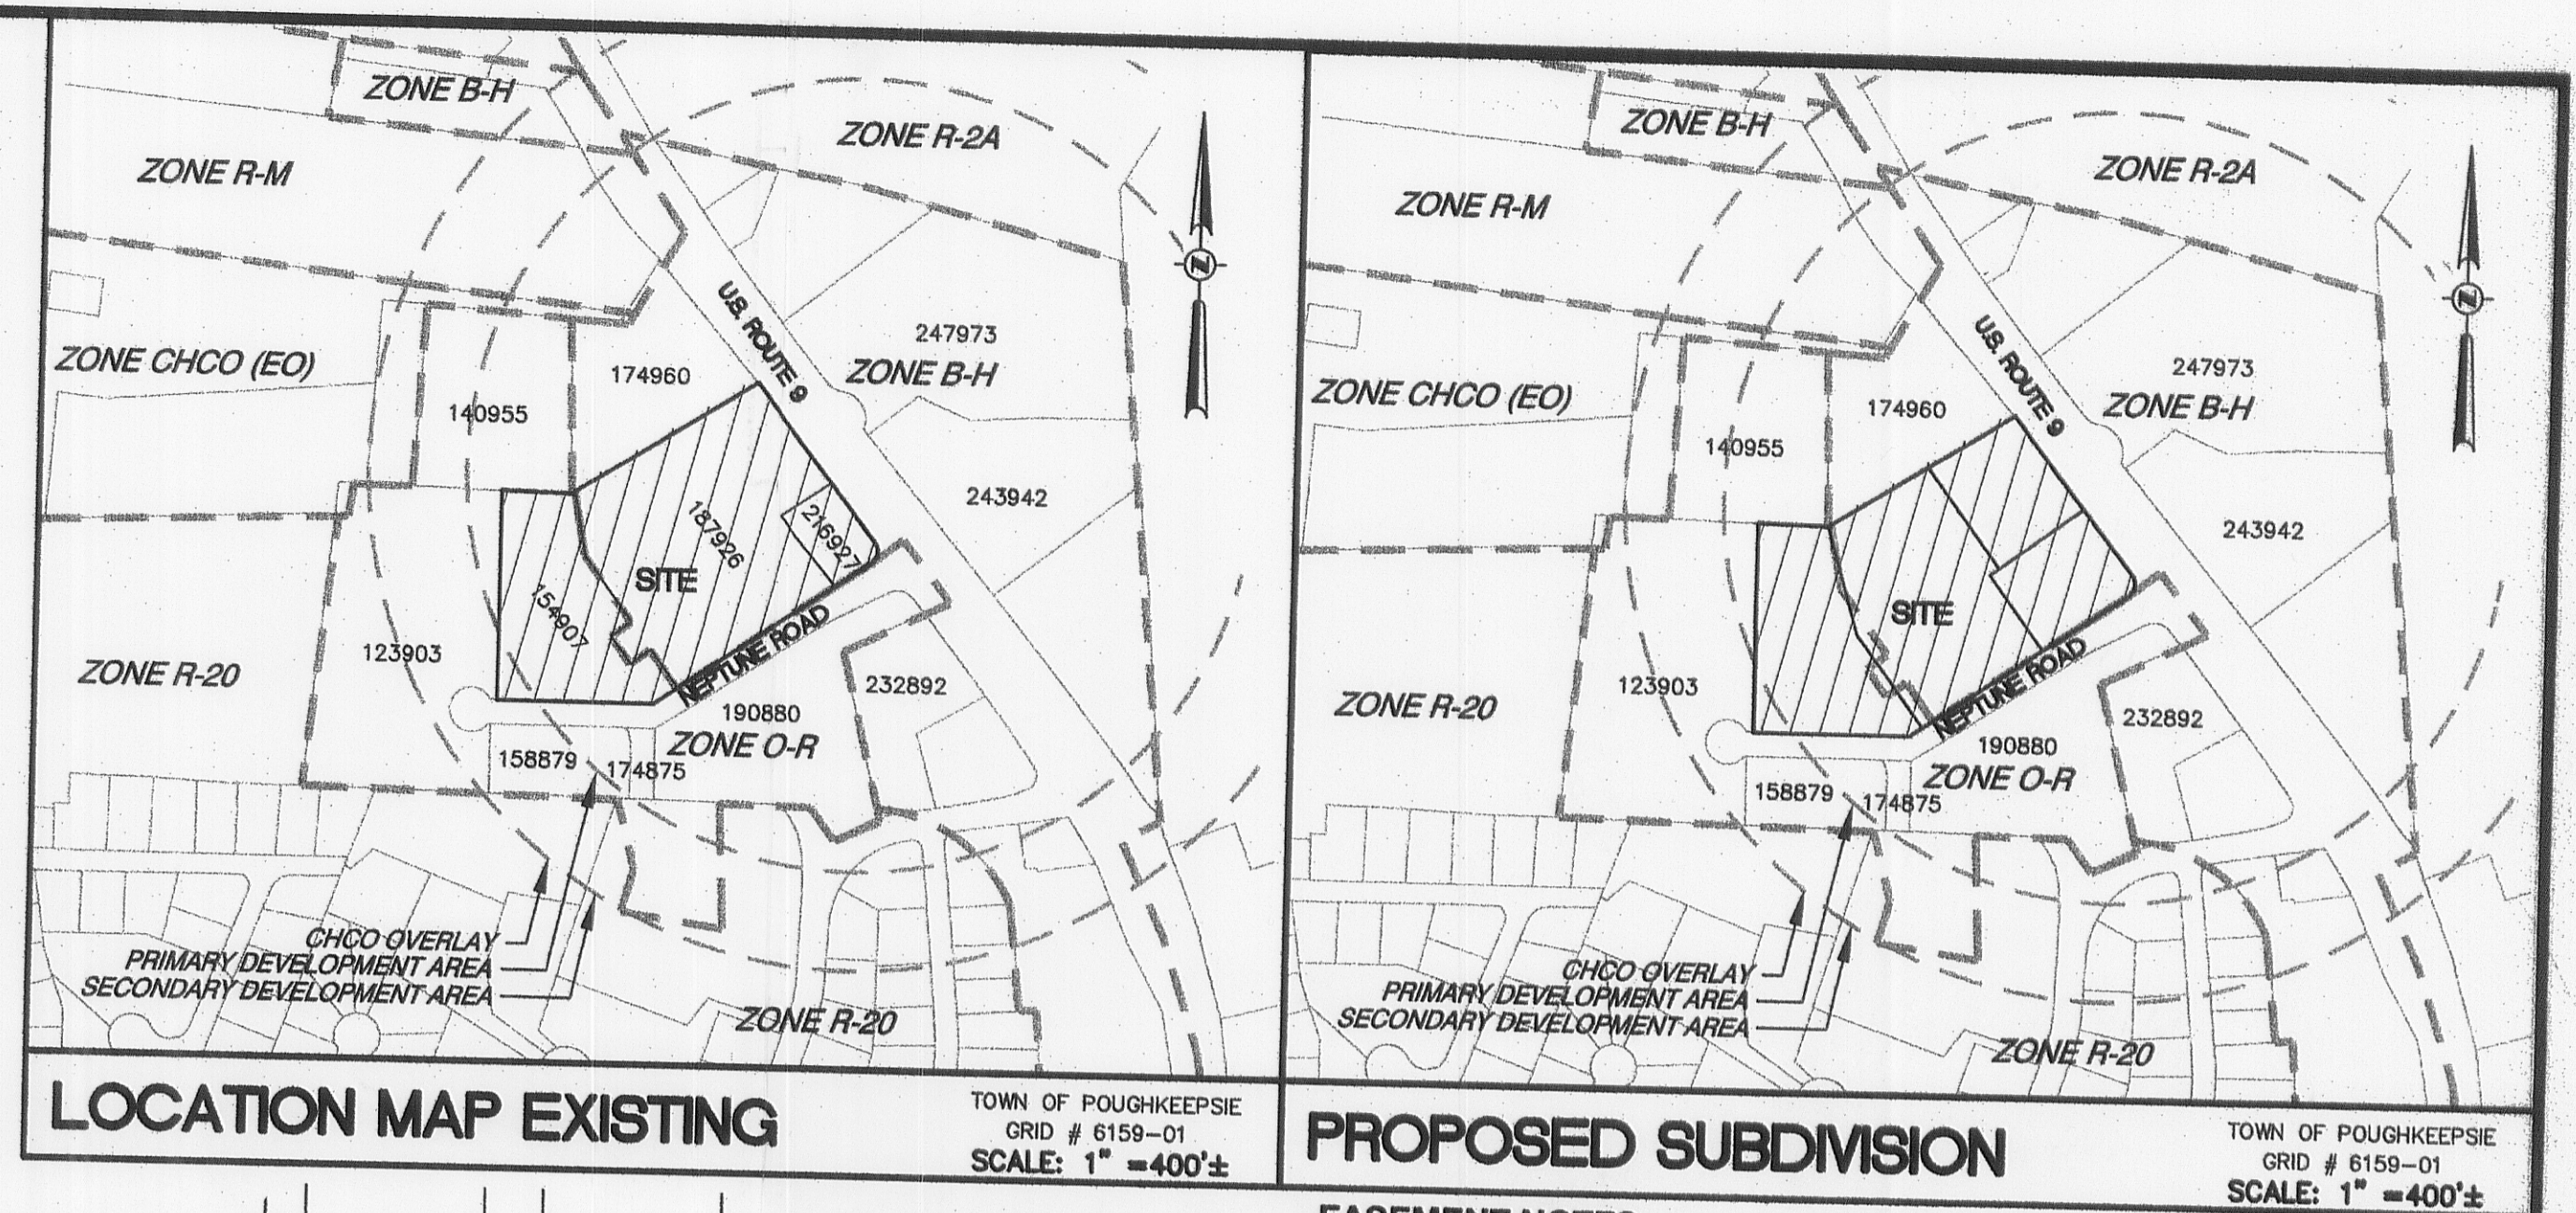 ZONE B-H
ZONE R-2A
ZONE R-M
N
U.S. ROUTE 9
247973
ZONE B-H
ZONE CHCO (EO)
174960
140955
243942
187926
216927
SITE
154907
NEPTUNE ROAD
123903
ZONE R-20
232892
190880
ZONE O-R
158879
174875
CHCO OVERLAY
PRIMARY DEVELOPMENT AREA
SECONDARY DEVELOPMENT AREA
ZONE R-20
LOCATION MAP EXISTING
TOWN OF POUGHKEEPSIE
GRID # 6159-01
SCALE: 1" =400'±
ZONE B-H
ZONE R-2A
ZONE R-M
N
U.S. ROUTE 9
247973
ZONE B-H
ZONE CHCO (EO)
174960
140955
243942
SITE
NEPTUNE ROAD
123903
ZONE R-20
232892
190880
ZONE O-R
158879
174875
CHCO OVERLAY
PRIMARY DEVELOPMENT AREA
SECONDARY DEVELOPMENT AREA
ZONE R-20
PROPOSED SUBDIVISION
TOWN OF POUGHKEEPSIE
GRID # 6159-01
SCALE: 1" =400'±